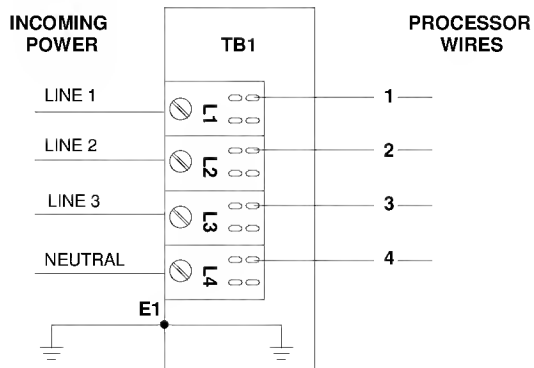 INCOMING
POWER
TB1
PROCESSOR
WIRES
LINE 1
L1
1
LINE 2
L2
2
LINE 3
L3
3
NEUTRAL
L4
4
E1